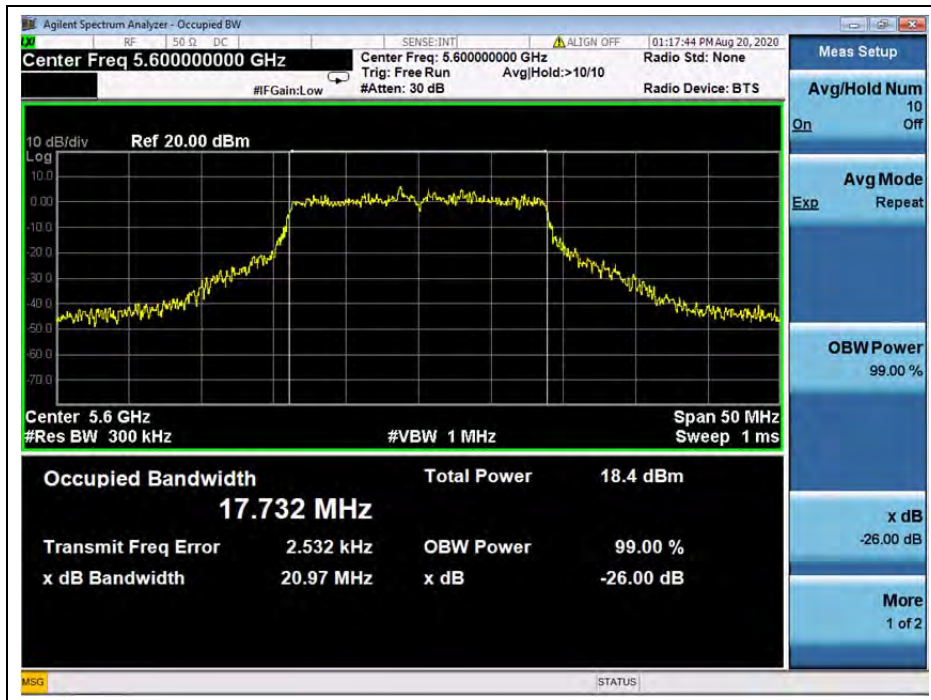 Agilent Spectrum Analyzer - Occupied BW
LXI RF 50 Ω DC SENSE:INT ALIGN OFF 01:17:44 PM Aug 20, 2020
Center Freq 5.600000000 GHz Center Freq: 5.600000000 GHz Radio Std: None
Trig: Free Run Avg|Hold:>10/10
#IFGain:Low #Atten: 30 dB Radio Device: BTS
10 dB/div Ref 20.00 dBm
Log
10.0
0.00
-10.0
-20.0
-30.0
-40.0
-50.0
-60.0
-70.0
Center 5.6 GHz Span 50 MHz
#Res BW 300 kHz #VBW 1 MHz Sweep 1 ms
Occupied Bandwidth Total Power 18.4 dBm
17.732 MHz
Transmit Freq Error 2.532 kHz OBW Power 99.00 %
x dB Bandwidth 20.97 MHz x dB -26.00 dB
Meas Setup
Avg/Hold Num
10
On Off
Avg Mode
Exp Repeat
OBW Power
99.00 %
x dB
-26.00 dB
More
1 of 2
MSG STATUS